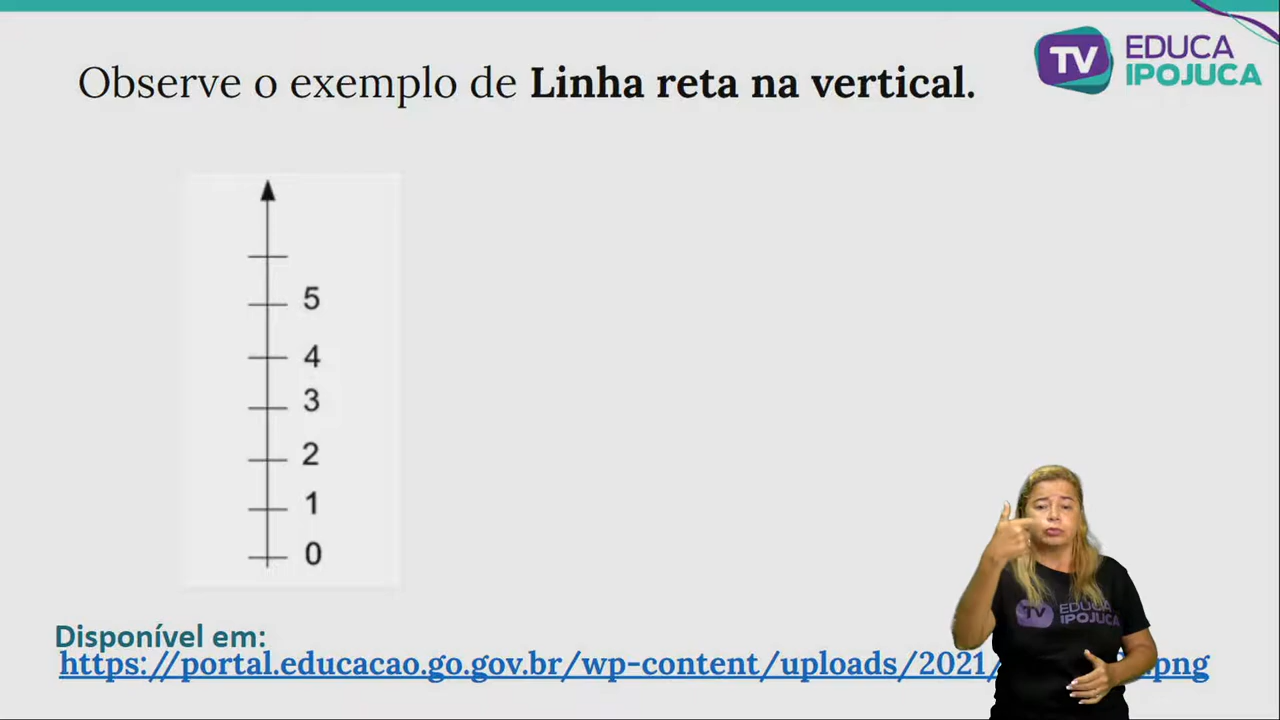 TV EDUCA
IPOJUCA
Observe o exemplo de Linha reta na vertical.
5
4
3
2
1
0
Disponível em:
https://portal.educacao.go.gov.br/wp-content/uploads/2021/
png
TV EDUCA
IPOJUCA